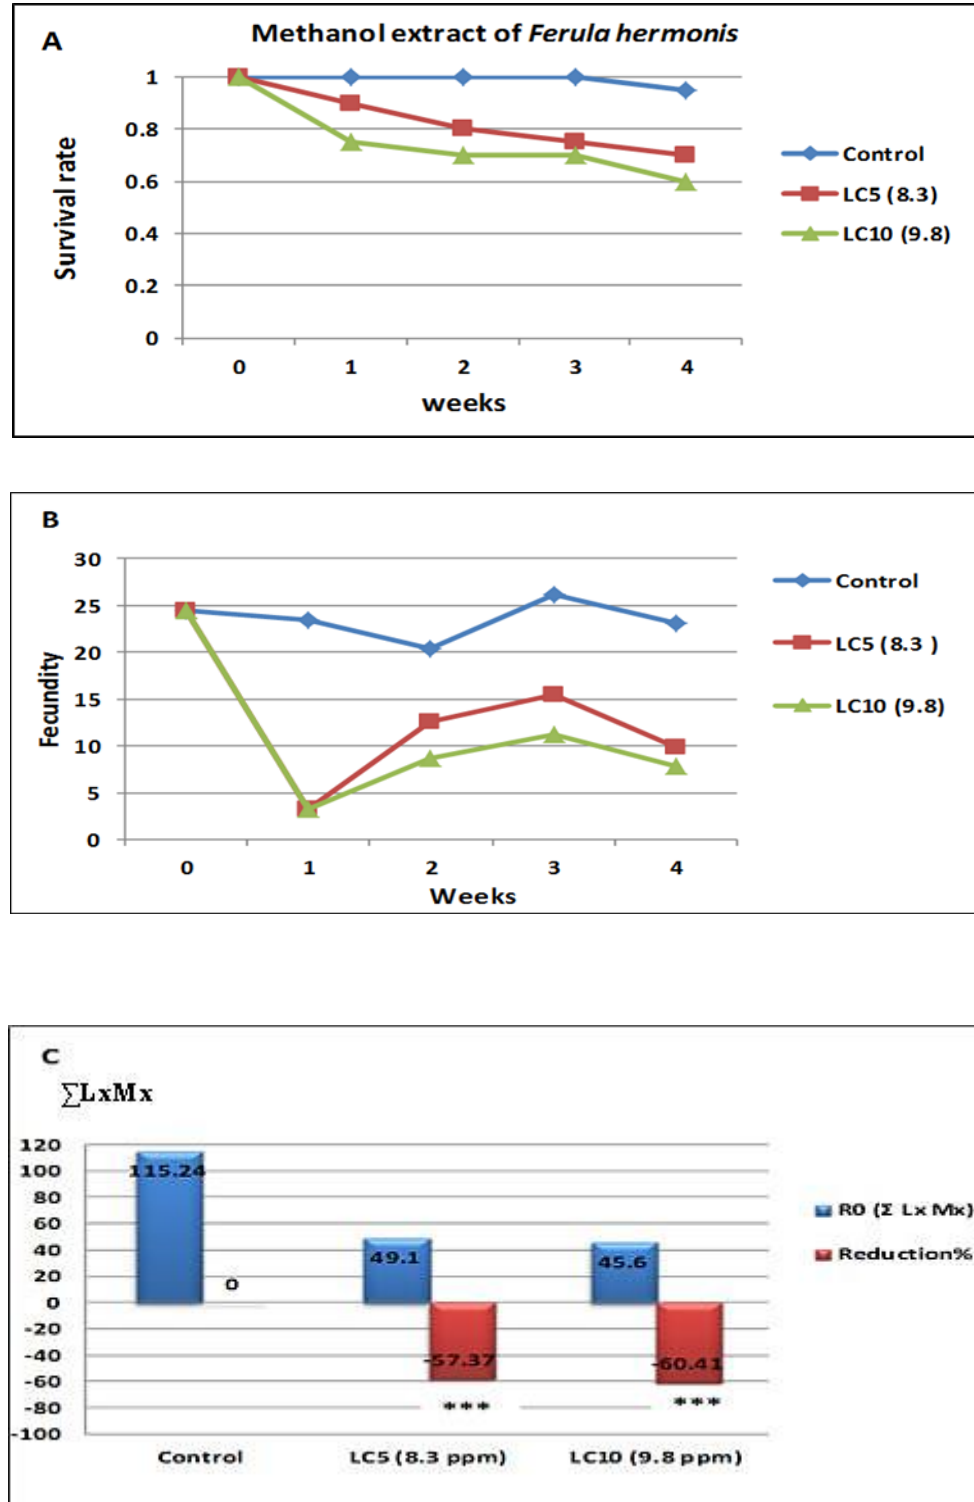 A
Methanol extract of Ferula hermonis
1
0.8
0.6
0.4
0.2
0
Survival rate
0 1 2 3 4
weeks
Control
LC5 (8.3)
LC10 (9.8)
B
30
25
20
15
10
5
0
Fecundity
0 1 2 3 4
Weeks
Control
LC5 (8.3 )
LC10 (9.8)
C
∑LxMx
120
100
80
60
40
20
0
-20
-40
-60
-80
-100
115.24
0
49.1
-57.37
***
45.6
-60.41
***
Control LC5 (8.3 ppm) LC10 (9.8 ppm)
R0 (Σ Lx Mx)
Reduction%